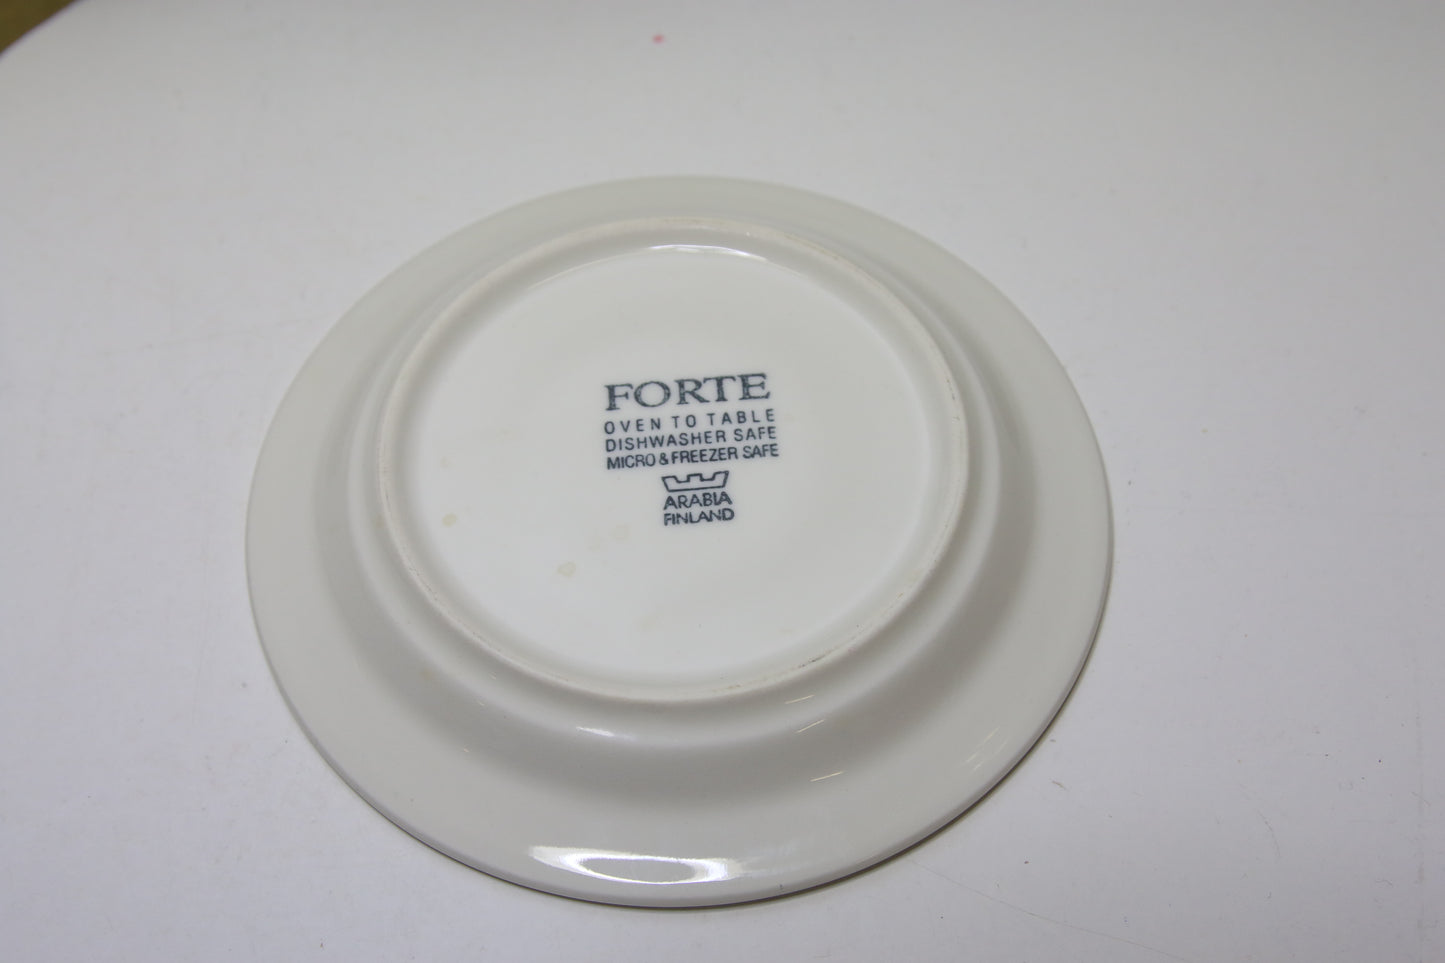 FORTE
OVEN TO TABLE
DISHWASHER SAFE
MICRO & FREEZER SAFE
ARABIA
FINLAND